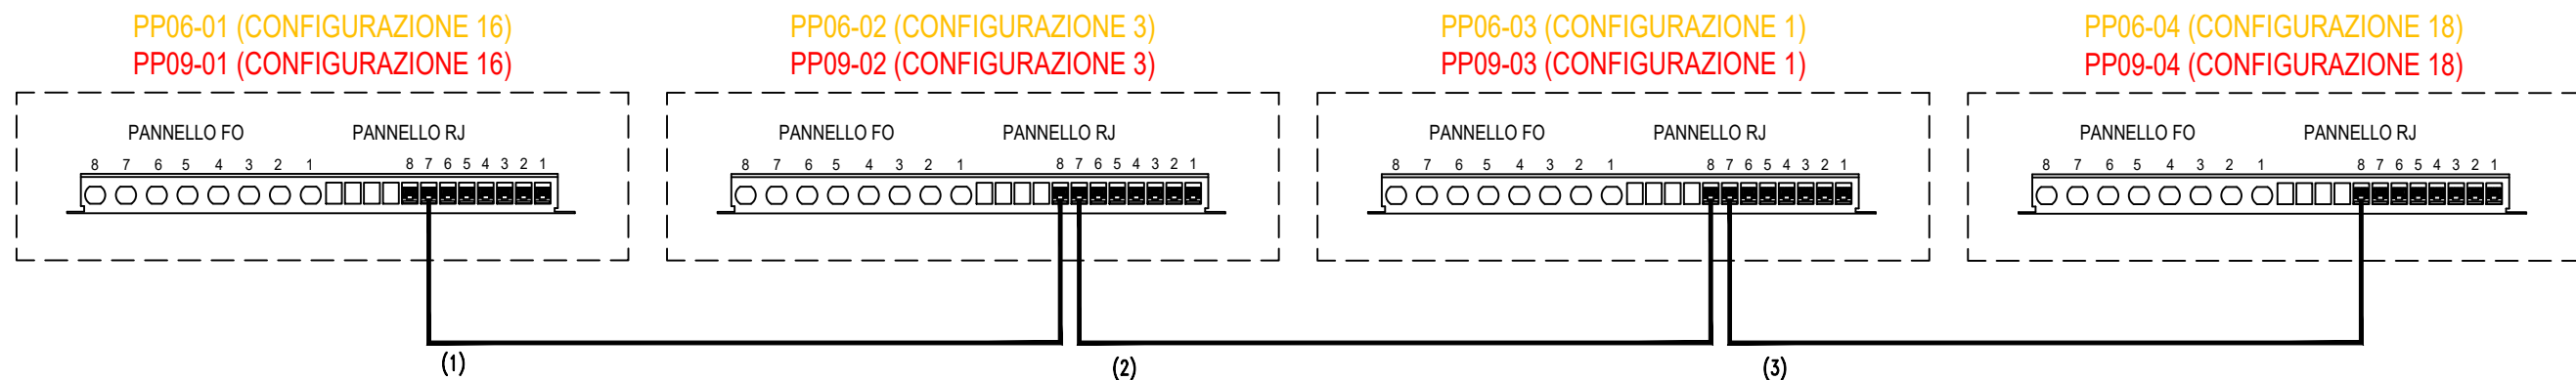 PP06-01 (CONFIGURAZIONE 16)
PP09-01 (CONFIGURAZIONE 16)
PANNELLO FO PANNELLO RJ
8 7 6 5 4 3 2 1 8 7 6 5 4 3 2 1
(1)
PP06-02 (CONFIGURAZIONE 3)
PP09-02 (CONFIGURAZIONE 3)
PANNELLO FO PANNELLO RJ
8 7 6 5 4 3 2 1 8 7 6 5 4 3 2 1
(2)
PP06-03 (CONFIGURAZIONE 1)
PP09-03 (CONFIGURAZIONE 1)
PANNELLO FO PANNELLO RJ
8 7 6 5 4 3 2 1 8 7 6 5 4 3 2 1
(3)
PP06-04 (CONFIGURAZIONE 18)
PP09-04 (CONFIGURAZIONE 18)
PANNELLO FO PANNELLO RJ
8 7 6 5 4 3 2 1 8 7 6 5 4 3 2 1